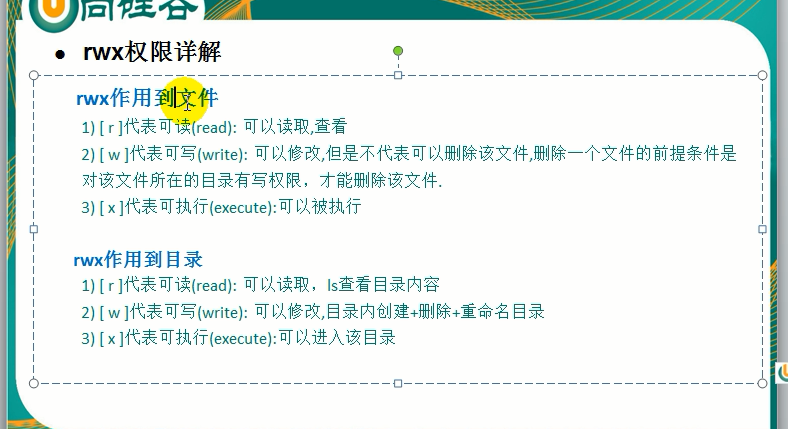 尚硅谷
● rwx权限详解
rwx作用到文件
1) [ r ]代表可读(read): 可以读取,查看
2) [ w ]代表可写(write): 可以修改,但是不代表可以删除该文件,删除一个文件的前提条件是
对该文件所在的目录有写权限，才能删除该文件.
3) [ x ]代表可执行(execute):可以被执行
rwx作用到目录
1) [ r ]代表可读(read): 可以读取，ls查看目录内容
2) [ w ]代表可写(write): 可以修改,目录内创建+删除+重命名目录
3) [ x ]代表可执行(execute):可以进入该目录